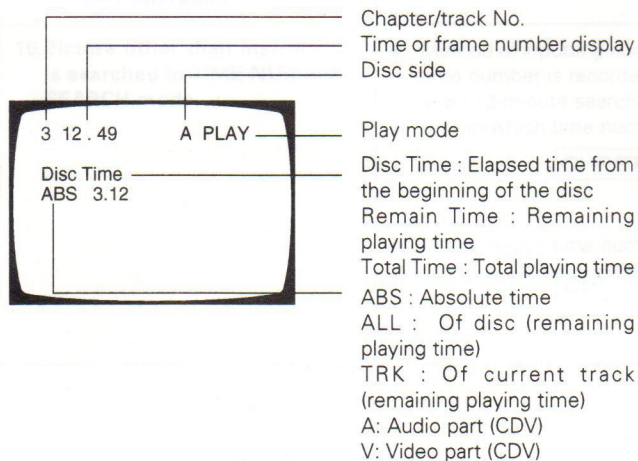 Chapter/track No.
Time or frame number display
Disc side
3 12 . 49 A PLAY
Play mode
Disc Time
ABS 3.12
Disc Time : Elapsed time from
the beginning of the disc
Remain Time : Remaining
playing time
Total Time : Total playing time
ABS : Absolute time
ALL : Of disc (remaining
playing time)
TRK : Of current track
(remaining playing time)
A: Audio part (CDV)
V: Video part (CDV)